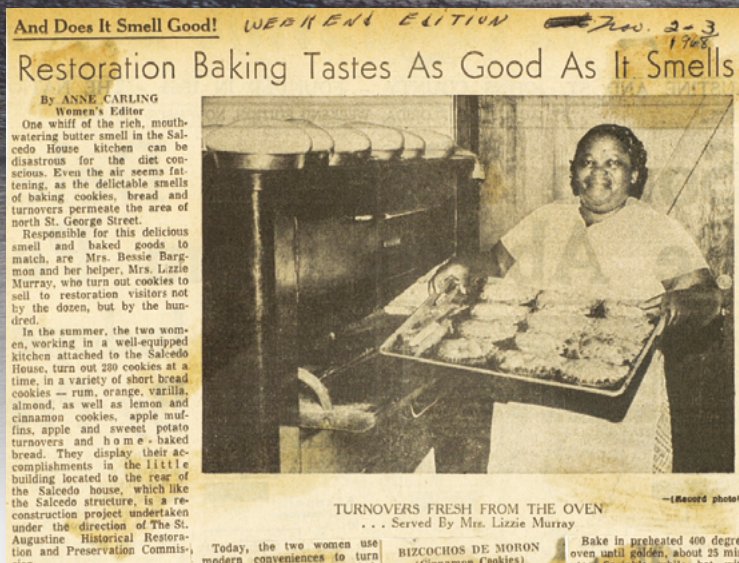 And Does It Smell Good!
WEEKEND EDITION Nov. 2-3
1968
Restoration Baking Tastes As Good As It Smells
By ANNE CARLING
Women's Editor
One whiff of the rich, mouth-
watering butter smell in the Sal-
cedo House kitchen can be
disastrous for the diet con-
scious. Even the air seems fat-
tening, as the delictable smells
of baking cookies, bread and
turnovers permeate the area of
north St. George Street.
Responsible for this delicious
smell and baked goods to
match, are Mrs. Bessie Barg-
mon and her helper, Mrs. Lizzie
Murray, who turn out cookies to
sell to restoration visitors not
by the dozen, but by the hun-
dred.
In the summer, the two wom-
en, working in a well-equipped
kitchen attached to the Salcedo
House, turn out 280 cookies at a
time, in a variety of short bread
cookies — rum, orange, varilla,
almond, as well as lemon and
cinnamon cookies, apple muf-
fins, apple and sweeet potato
turnovers and home-baked
bread. They display their ac-
complishments in the little
building located to the rear of
the Salcedo house, which like
the Salcedo structure, is a re-
construction project undertaken
under the direction of The St.
Augustine Historical Restora-
tion and Preservation Commis-
—(Record photo)
TURNOVERS FRESH FROM THE OVEN
. . . Served By Mrs. Lizzie Murray
Today, the two women use
modern conveniences to turn
BIZCOCHOS DE MORON
(Cinnamon Cookies)
Bake in preheated 400 degree
oven until golden, about 25 min